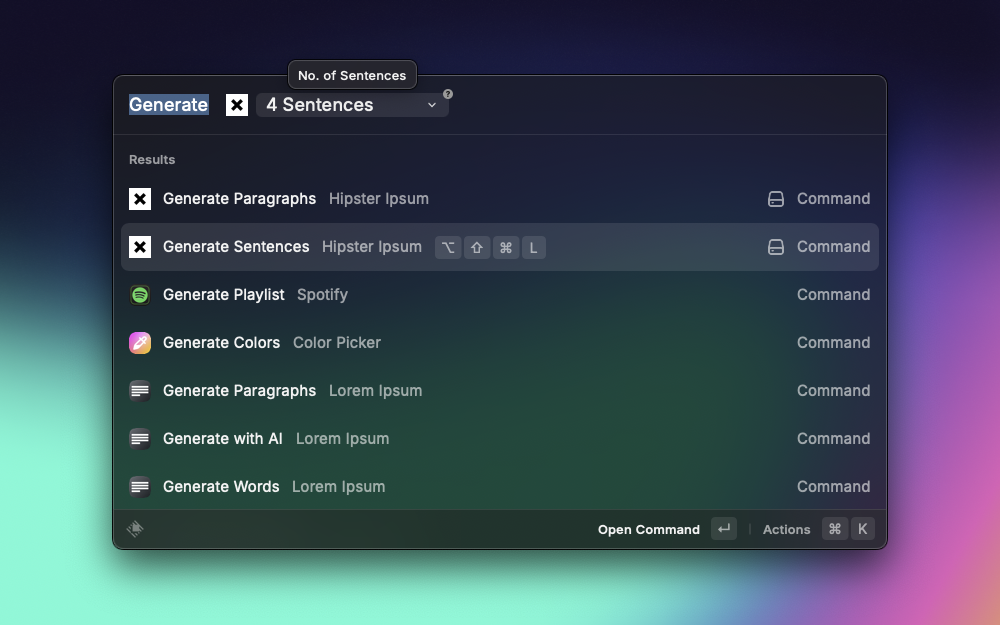 No. of Sentences
Generate 4 Sentences ?
Results
Generate Paragraphs Hipster Ipsum Command
Generate Sentences Hipster Ipsum ⌥ ⇧ ⌘ L Command
Generate Playlist Spotify Command
Generate Colors Color Picker Command
Generate Paragraphs Lorem Ipsum Command
Generate with AI Lorem Ipsum Command
Generate Words Lorem Ipsum Command
Open Command ↵ Actions ⌘ K